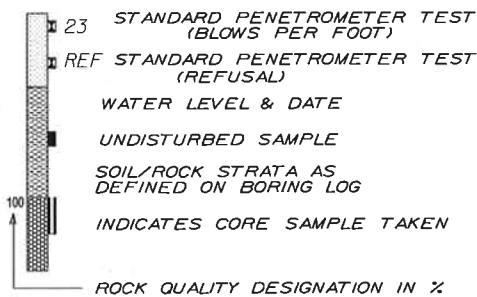 23 STANDARD PENETROMETER TEST
(BLOWS PER FOOT)
REF STANDARD PENETROMETER TEST
(REFUSAL)
WATER LEVEL & DATE
UNDISTURBED SAMPLE
SOIL/ROCK STRATA AS
DEFINED ON BORING LOG
100
INDICATES CORE SAMPLE TAKEN
ROCK QUALITY DESIGNATION IN %